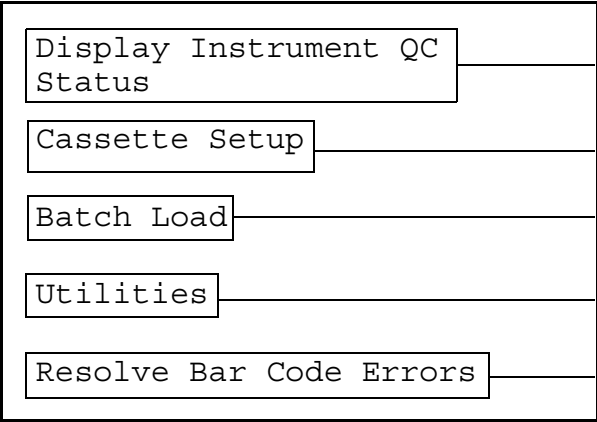 Display Instrument QC
Status
Cassette Setup
Batch Load
Utilities
Resolve Bar Code Errors